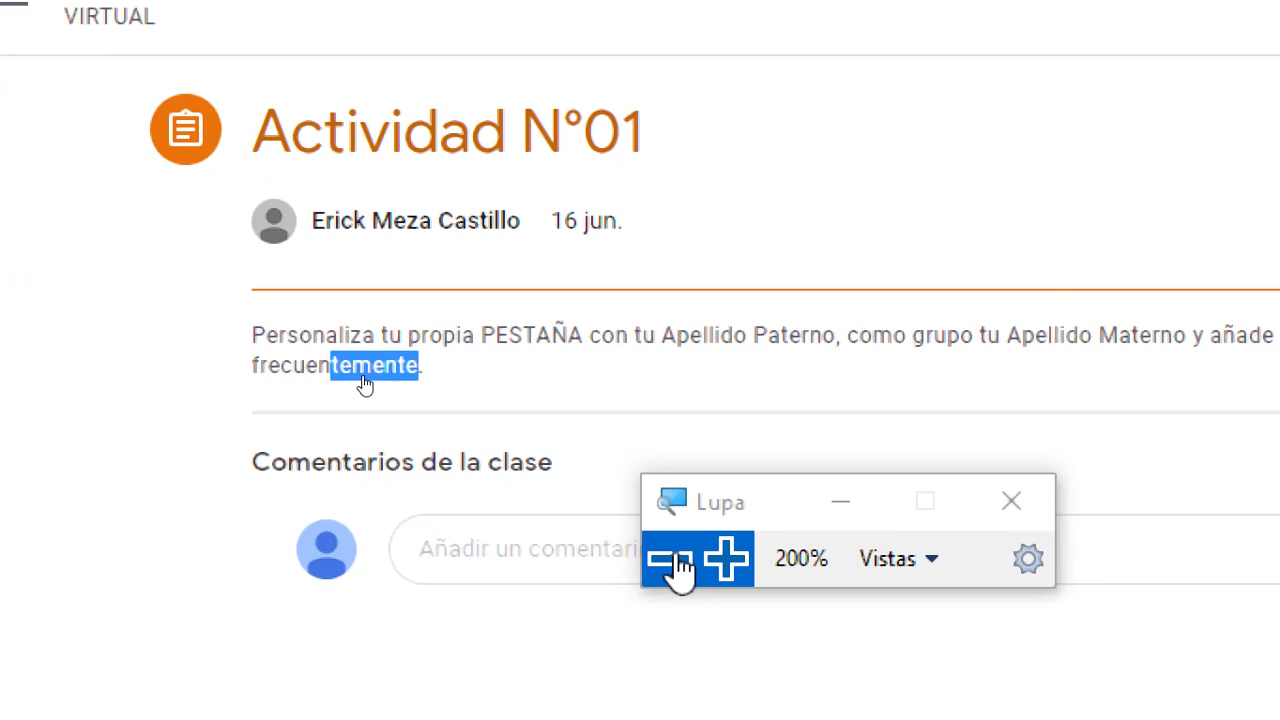 VIRTUAL
Actividad N°01
Erick Meza Castillo 16 jun.
Personaliza tu propia PESTAÑA con tu Apellido Paterno, como grupo tu Apellido Materno y añade
frecuentemente.
Comentarios de la clase
Añadir un comentari
Lupa
200% Vistas